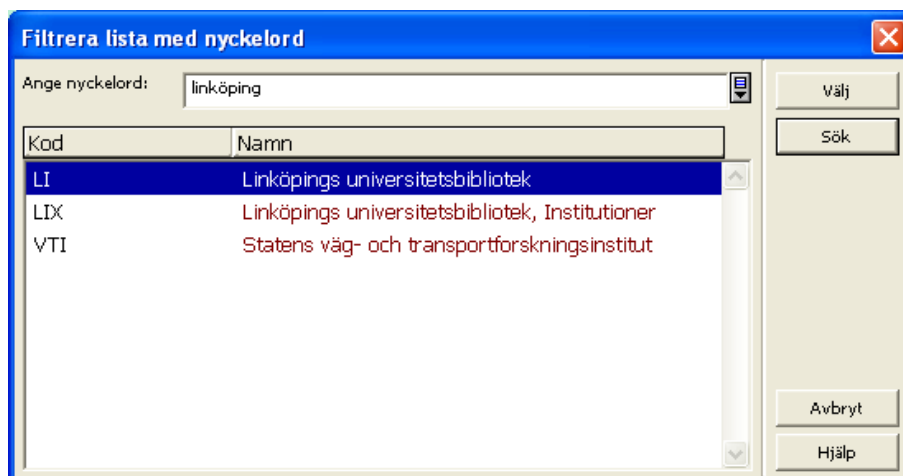 Filtrera lista med nyckelord
Ange nyckelord: linköping
Välj
Sök
Kod Namn
LI Linköpings universitetsbibliotek
LIX Linköpings universitetsbibliotek, Institutioner
VTI Statens väg- och transportforskningsinstitut
Avbryt
Hjälp